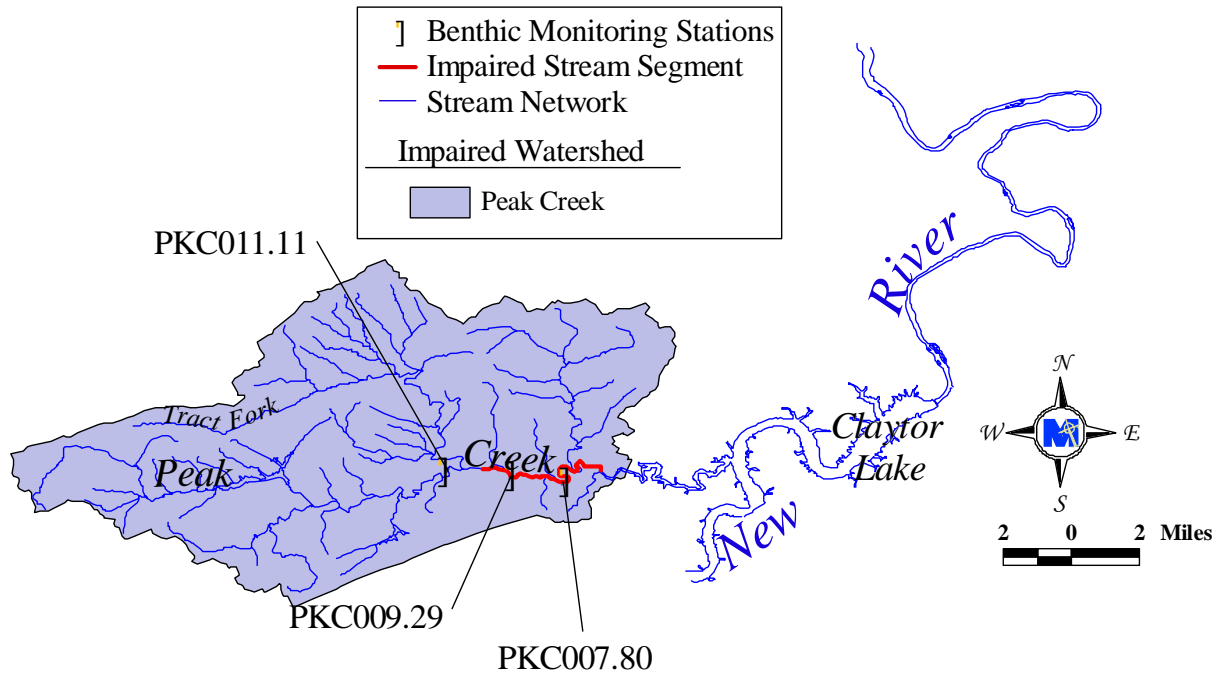 ] Benthic Monitoring Stations
Impaired Stream Segment
Stream Network
Impaired Watershed
Peak Creek
PKC011.11
River
N
W
E
S
Tract Fork
Peak
Creek
Claytor
Lake
New
2 0 2 Miles
PKC009.29
PKC007.80